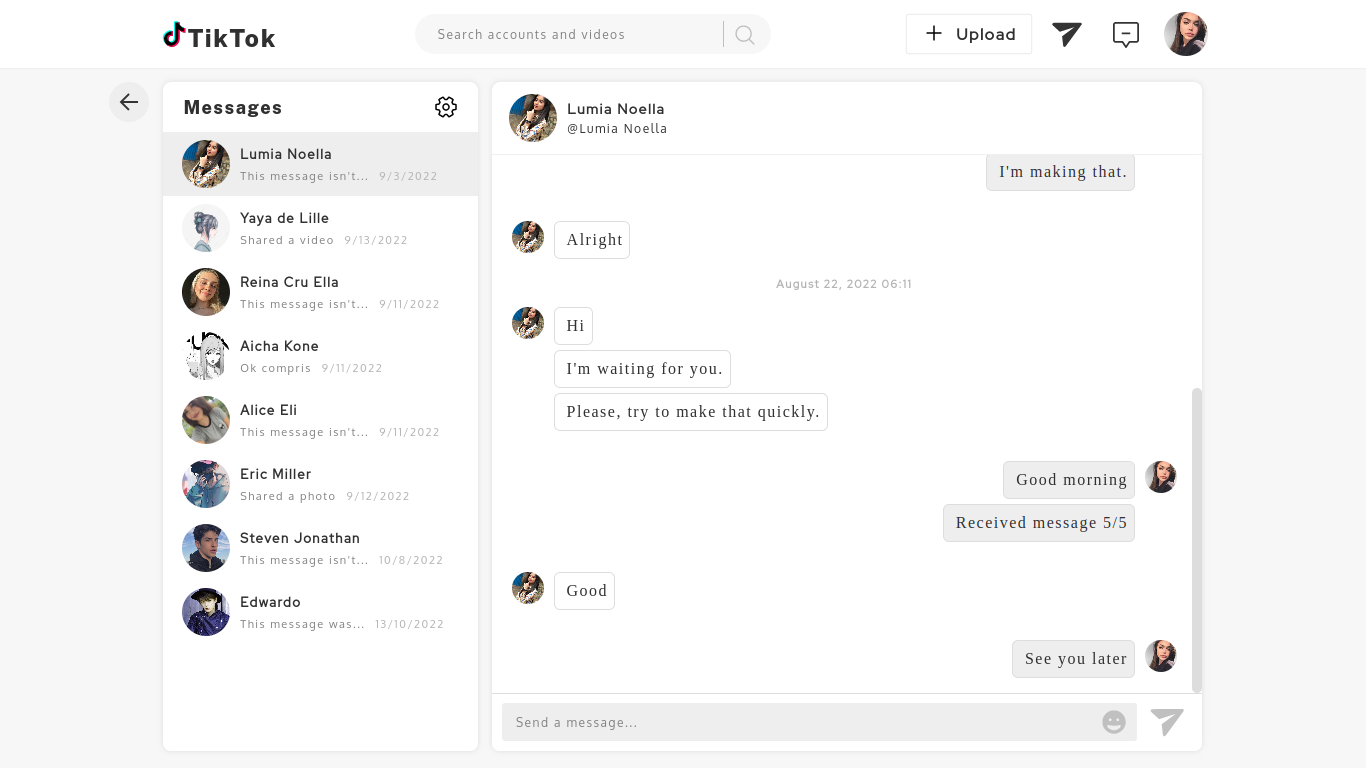 TikTok
Search accounts and videos
Upload
Messages
Lumia Noella
This message isn't... 9/3/2022
Yaya de Lille
Shared a video 9/13/2022
Reina Cru Ella
This message isn't... 9/11/2022
Aicha Kone
Ok compris 9/11/2022
Alice Eli
This message isn't... 9/11/2022
Eric Miller
Shared a photo 9/12/2022
Steven Jonathan
This message isn't... 10/8/2022
Edwardo
This message was... 13/10/2022
Lumia Noella
@Lumia Noella
I'm making that.
Alright
August 22, 2022 06:11
Hi
I'm waiting for you.
Please, try to make that quickly.
Good morning
Received message 5/5
Good
See you later
Send a message...